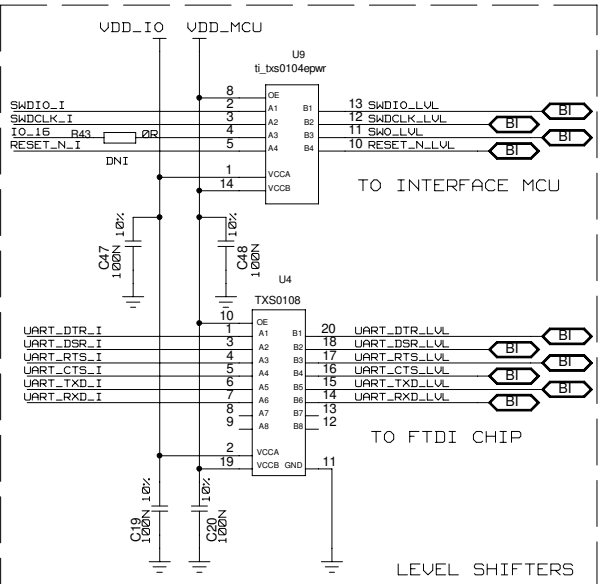 VDD_IO VDD_MCU
U9
ti_txs0104epwr
8 OE
SWDIO_I 2 A1 B1 13 SWDIO_LVL BI
SWDCLK_I 3 A2 B2 12 SWDCLK_LVL BI
IO_16 R43 0R 4 A3 B3 11 SWO_LVL BI
RESET_N_I 5 A4 B4 10 RESET_N_LVL BI
DNI
1 VCCA
14 VCCB
TO INTERFACE MCU
C47 100N 10%
C48 100N 10%
U4
TXS0108
10 OE
UART_DTR_I 1 A1 B1 20 UART_DTR_LVL BI
UART_DSR_I 3 A2 B2 18 UART_DSR_LVL BI
UART_RTS_I 4 A3 B3 17 UART_RTS_LVL BI
UART_CTS_I 5 A4 B4 16 UART_CTS_LVL BI
UART_TXD_I 6 A5 B5 15 UART_TXD_LVL BI
UART_RXD_I 7 A6 B6 14 UART_RXD_LVL BI
8 A7 B7 13
9 A8 B8 12
TO FTDI CHIP
2 VCCA
19 VCCB GND 11
C19 100N 10%
C20 100N 10%
LEVEL SHIFTERS